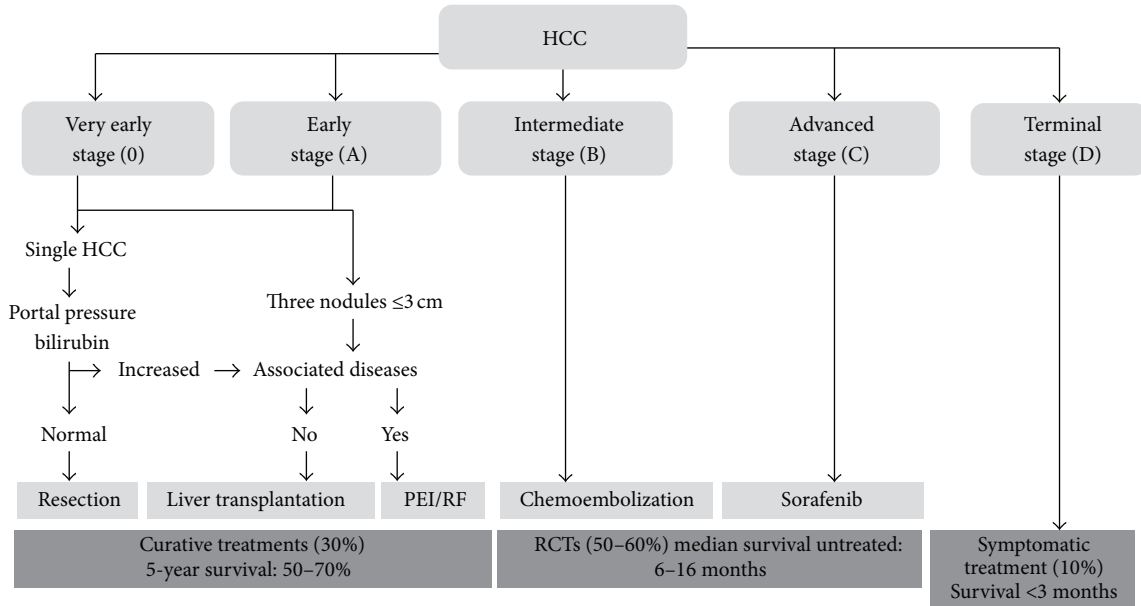 HCC
Very early
stage (0)
Early
stage (A)
Intermediate
stage (B)
Advanced
stage (C)
Terminal
stage (D)
Single HCC
Three nodules ≤3 cm
Portal pressure
bilirubin
Increased
Associated diseases
Normal
No
Yes
Resection
Liver transplantation
PEI/RF
Chemoembolization
Sorafenib
Curative treatments (30%)
5-year survival: 50–70%
RCTs (50–60%) median survival untreated:
6–16 months
Symptomatic
treatment (10%)
Survival <3 months